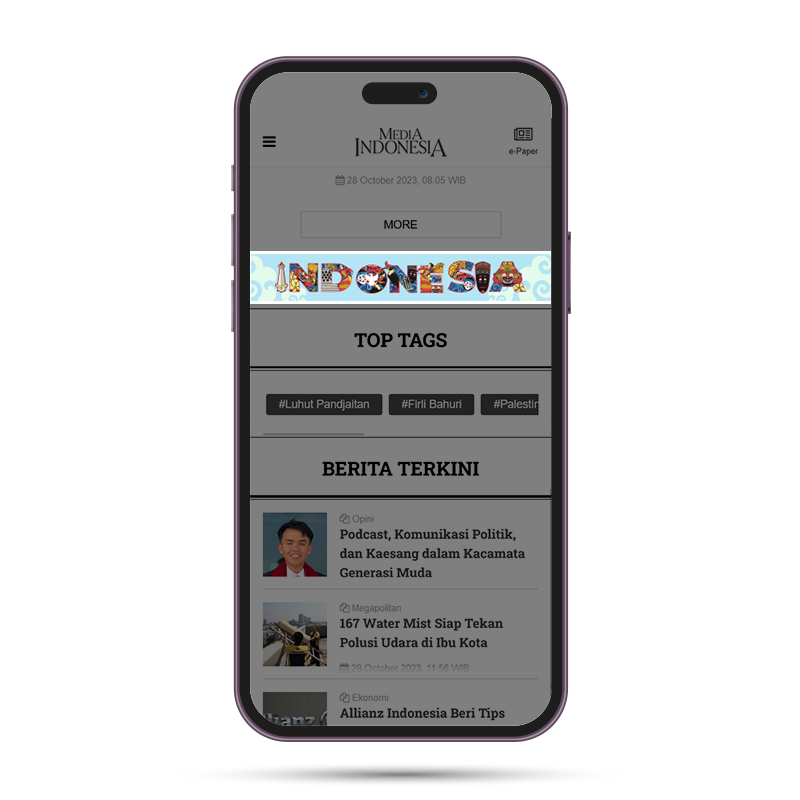 MEDIA
INDONESIA
e-Paper
28 October 2023, 08:05 WIB
MORE
INDONESIA
TOP TAGS
#Luhut Pandjaitan #Firli Bahuri #Palestin
BERITA TERKINI
Opini
Podcast, Komunikasi Politik,
dan Kaesang dalam Kacamata
Generasi Muda
Megapolitan
167 Water Mist Siap Tekan
Polusi Udara di Ibu Kota
28 October 2023, 11:56 WIB
Ekonomi
Allianz Indonesia Beri Tips